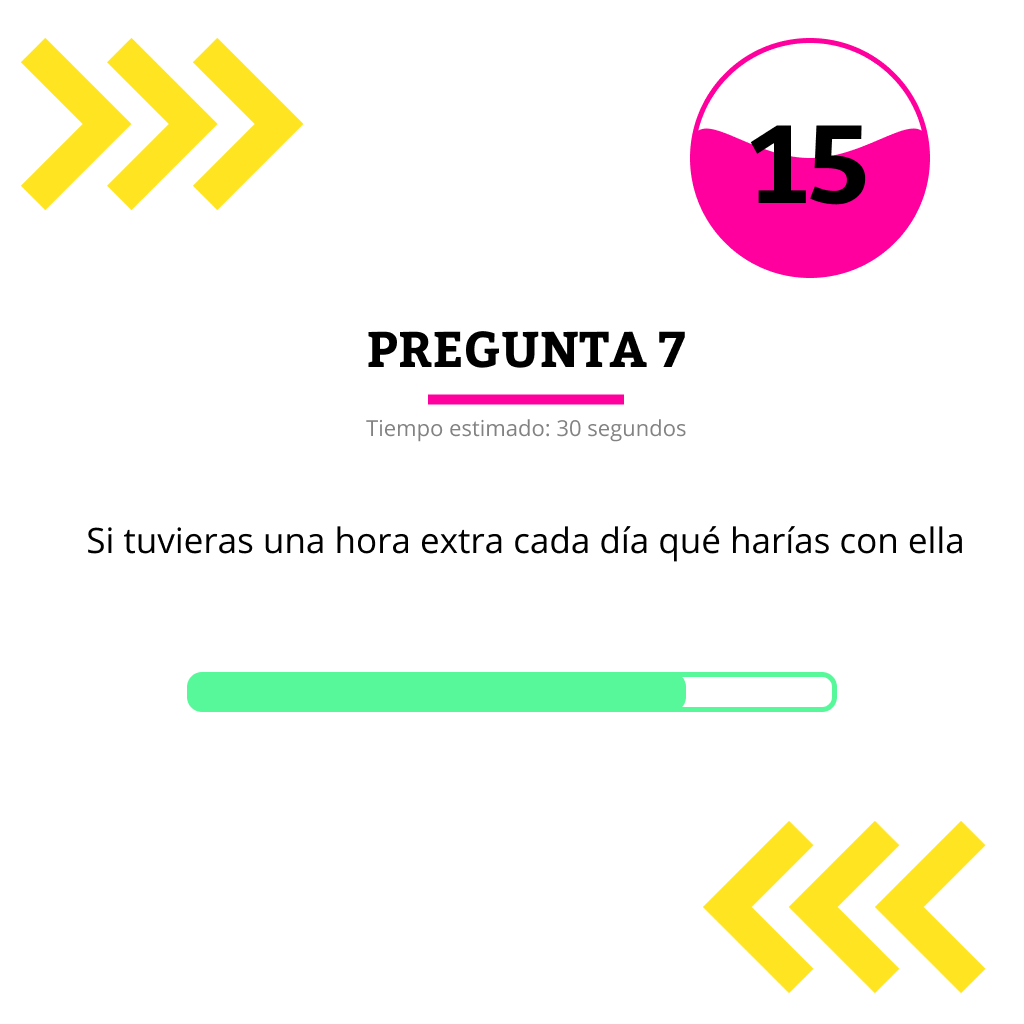 15
PREGUNTA 7
Tiempo estimado: 30 segundos
Si tuvieras una hora extra cada día qué harías con ella